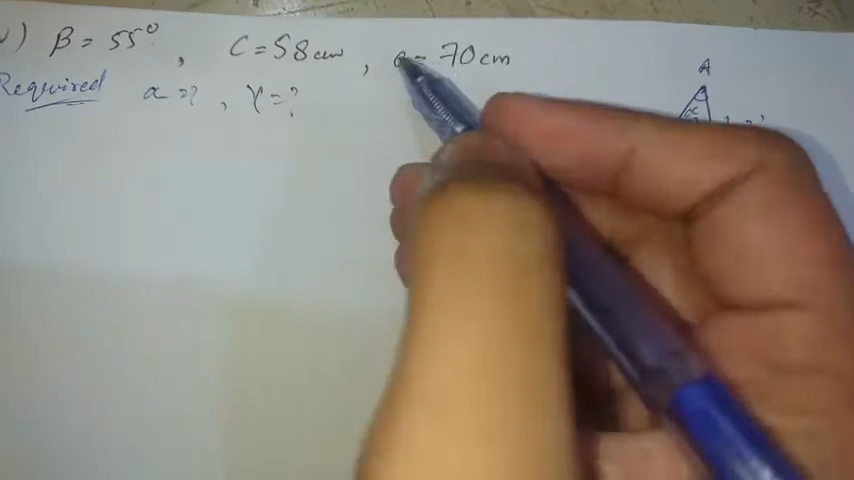 β = 55° , C = 58 cm , a = 70 cm
Required α = ? , γ = ?
A
α